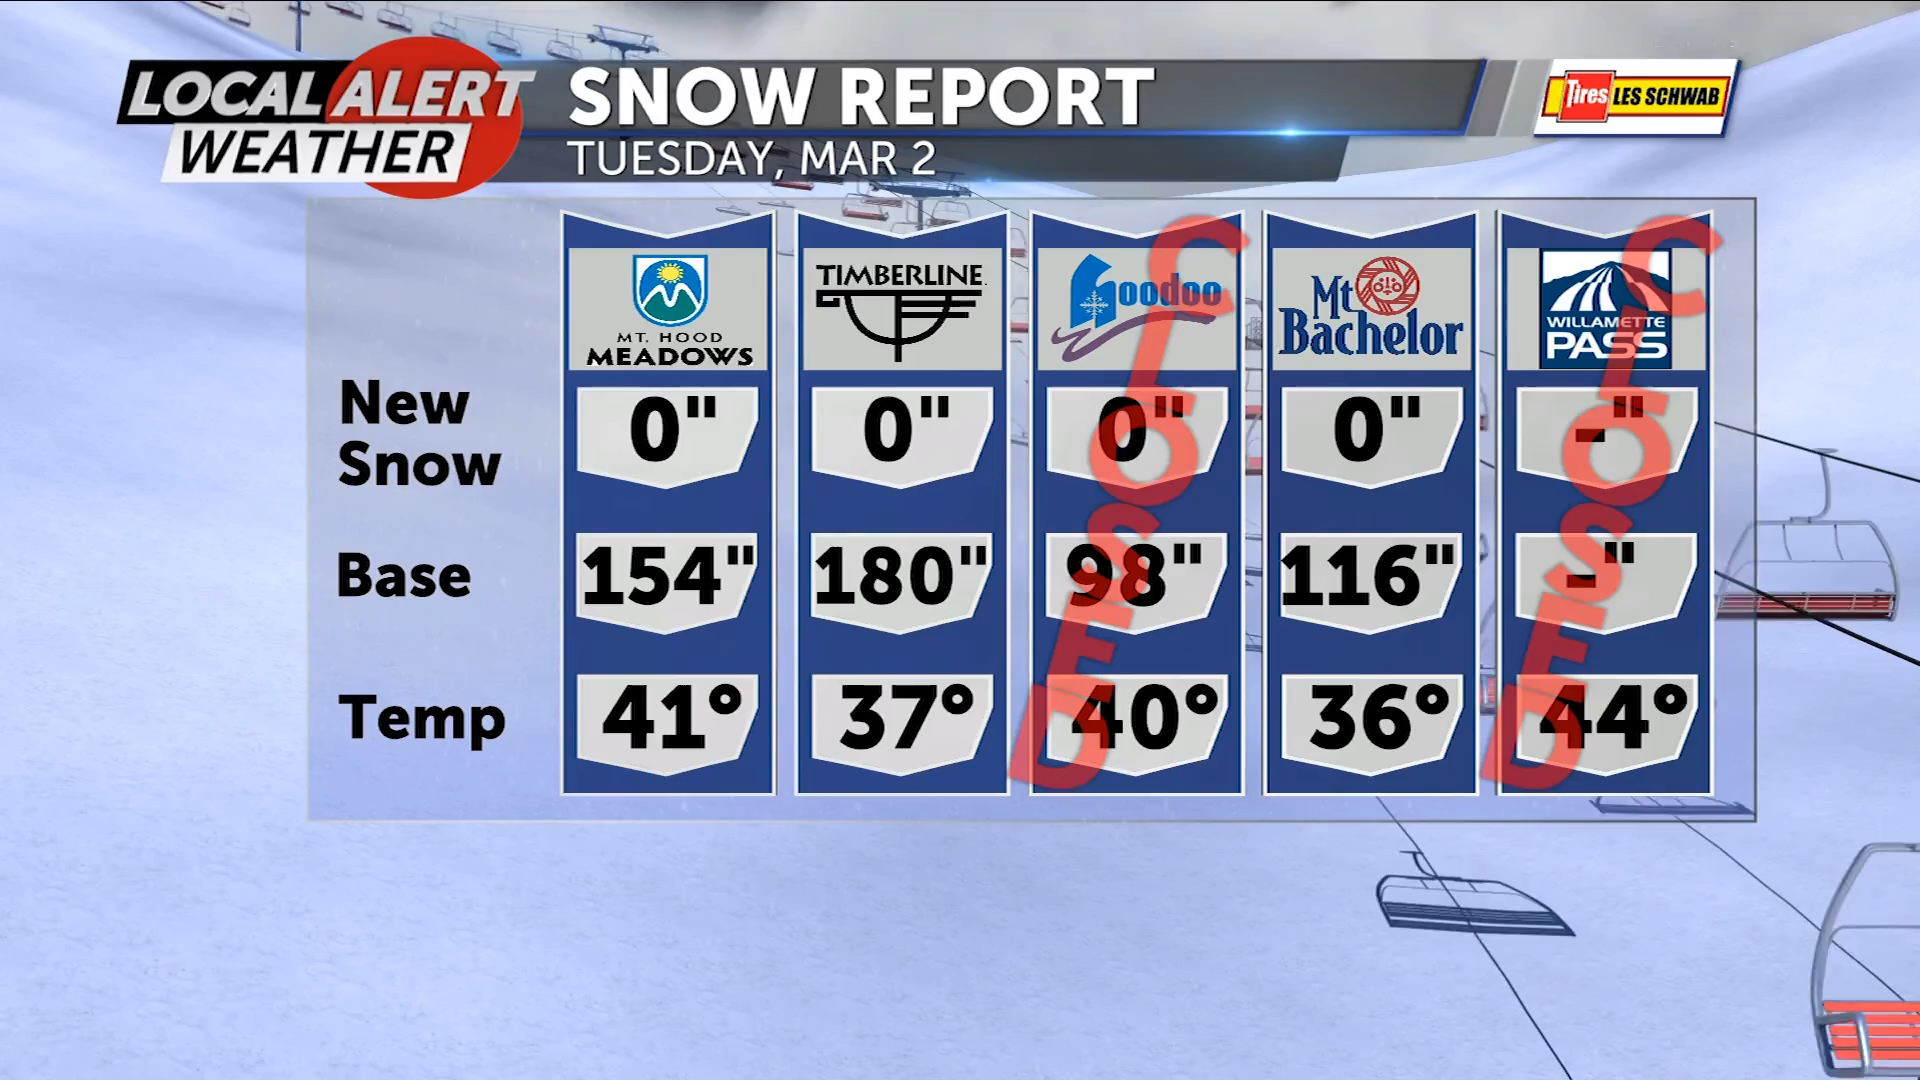 LOCAL ALERT
WEATHER
SNOW REPORT
TUESDAY, MAR 2
Tires LES SCHWAB
MT. HOOD
MEADOWS
TIMBERLINE
Hoodoo
Mt
Bachelor
WILLAMETTE
PASS
New
Snow
0" 0" 0" 0" -"
Base 154" 180" 98" 116" -"
Temp 41° 37° 40° 36° 44°
CLOSED
CLOSED